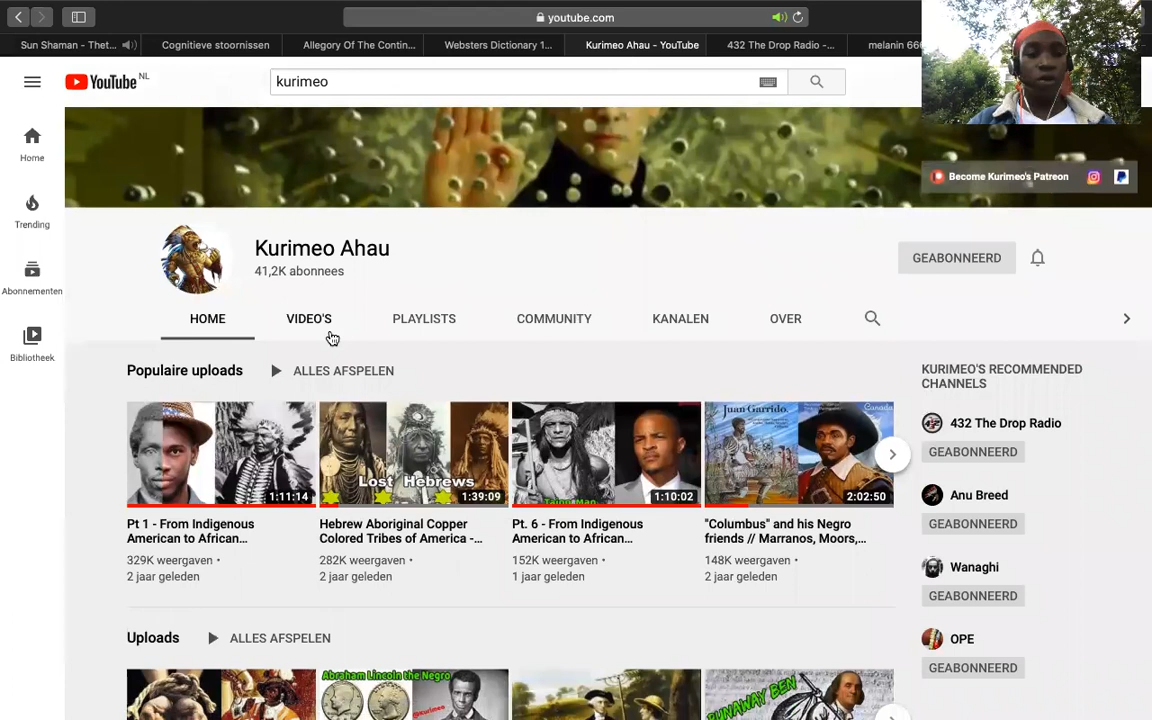 youtube.com
Sun Shaman - Thet...
Cognitieve stoornissen
Allegory Of The Contin...
Websters Dictionary 1...
Kurimeo Ahau - YouTube
432 The Drop Radio -...
melanin 66
YouTube NL
kurimeo
Home
Trending
Abonnementen
Bibliotheek
Become Kurimeo's Patreon
Kurimeo Ahau
41,2K abonnees
GEABONNEERD
HOME
VIDEO'S
PLAYLISTS
COMMUNITY
KANALEN
OVER
Populaire uploads
ALLES AFSPELEN
1:11:14
Pt 1 - From Indigenous
American to African...
329K weergaven •
2 jaar geleden
Lost Hebrews
1:39:09
Hebrew Aboriginal Copper
Colored Tribes of America -...
282K weergaven •
2 jaar geleden
Taino Man
1:10:02
Pt. 6 - From Indigenous
American to African...
152K weergaven •
1 jaar geleden
Juan Garrido.
Canada
2:02:50
"Columbus" and his Negro
friends // Marranos, Moors,...
148K weergaven •
2 jaar geleden
KURIMEO'S RECOMMENDED
CHANNELS
432 The Drop Radio
GEABONNEERD
Anu Breed
GEABONNEERD
Wanaghi
GEABONNEERD
OPE
GEABONNEERD
Uploads
ALLES AFSPELEN
Abraham Lincoln the Negro
RUNAWAY BEN